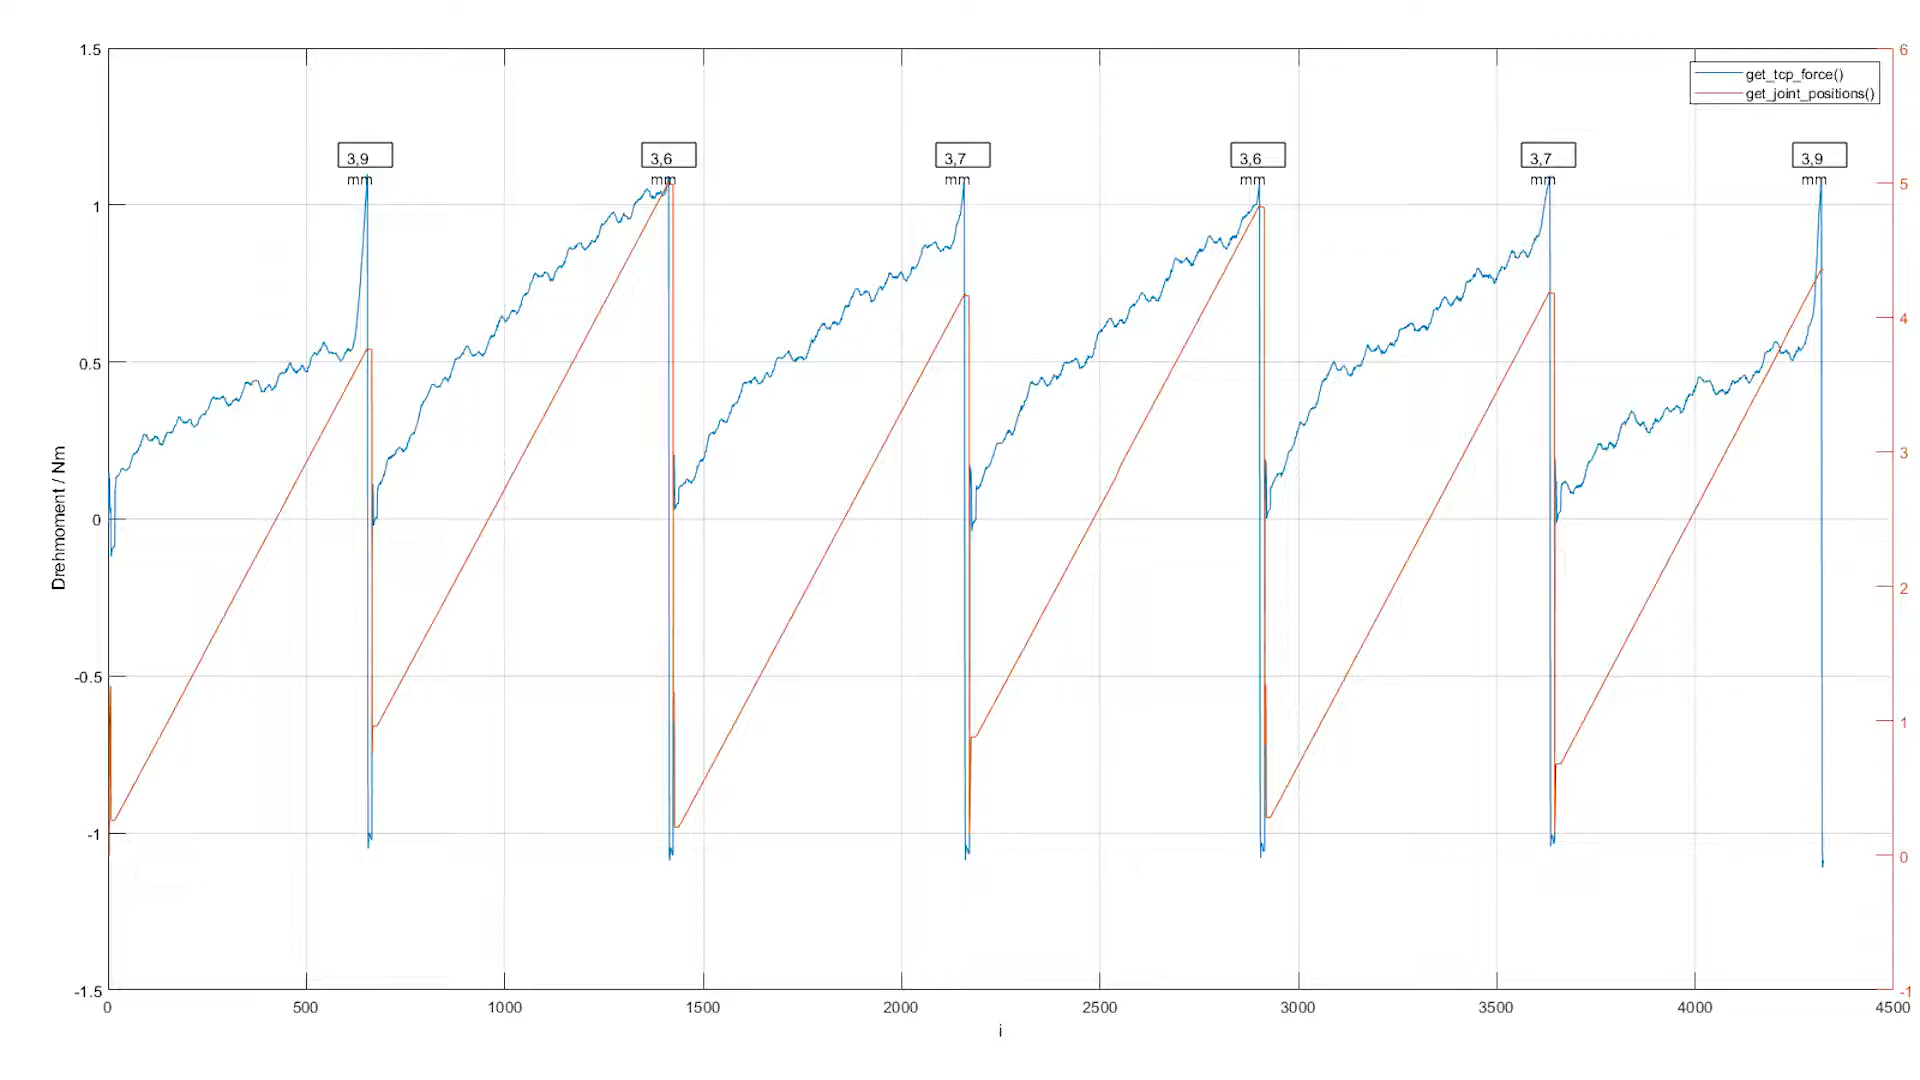 1.5
6
get_tcp_force()
get_joint_positions()
3,9 mm
3,6 mm
3,7 mm
3,6 mm
3,7 mm
3,9 mm
5
1
4
0.5
3
Drehmoment / Nm
0
2
-0.5
1
-1
0
-1.5
-1
0 500 1000 1500 2000 2500 3000 3500 4000 4500
i